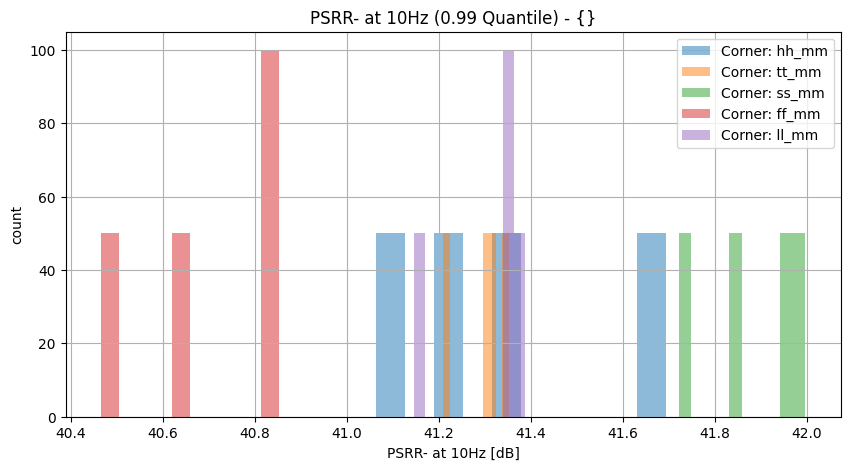 PSRR- at 10Hz (0.99 Quantile) - {}
100
80
60
40
20
0
count
Corner: hh_mm
Corner: tt_mm
Corner: ss_mm
Corner: ff_mm
Corner: ll_mm
40.4 40.6 40.8 41.0 41.2 41.4 41.6 41.8 42.0
PSRR- at 10Hz [dB]